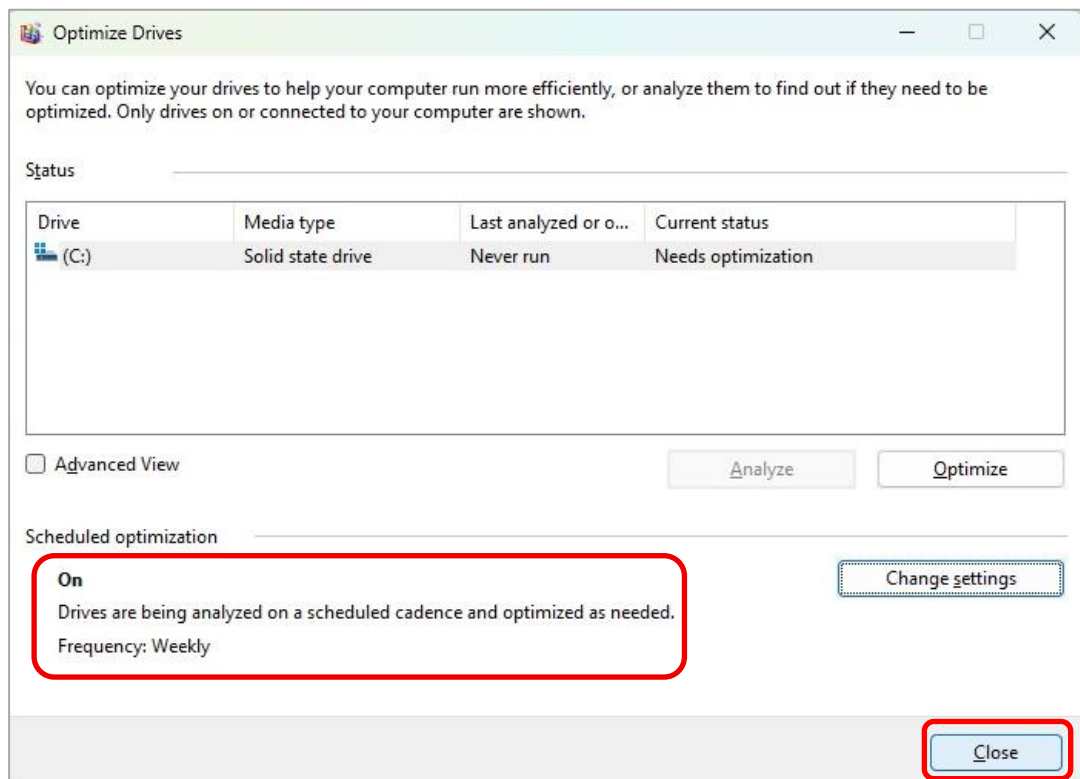 Optimize Drives
You can optimize your drives to help your computer run more efficiently, or analyze them to find out if they need to be
optimized. Only drives on or connected to your computer are shown.
Status
Drive Media type Last analyzed or o... Current status
(C:) Solid state drive Never run Needs optimization
Advanced View Analyze Optimize
Scheduled optimization
On Change settings
Drives are being analyzed on a scheduled cadence and optimized as needed.
Frequency: Weekly
Close